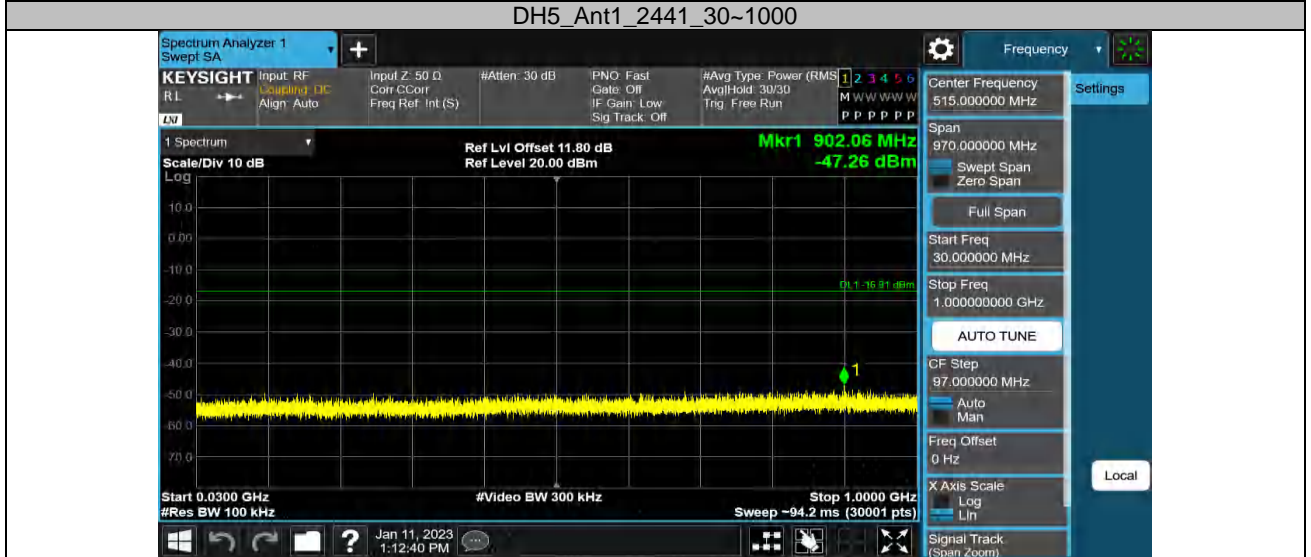 DH5_Ant1_2441_30~1000
Spectrum Analyzer 1
Swept SA
Frequency
KEYSIGHT
RL
LXI
Input: RF
Coupling: DC
Align: Auto
Input Z: 50 Ω
Corr CCorr
Freq Ref: Int (S)
#Atten: 30 dB
PNO: Fast
Gate: Off
IF Gain: Low
Sig Track: Off
#Avg Type: Power (RMS
Avg|Hold: 30/30
Trig: Free Run
1 2 3 4 5 6
M W W W W W
P P P P P P
1 Spectrum
Scale/Div 10 dB
Ref Lvl Offset 11.80 dB
Ref Level 20.00 dBm
Mkr1 902.06 MHz
-47.26 dBm
Log
10.0
0.00
-10.0
DL1 -16.91 dBm
-20.0
-30.0
-40.0
1
-50.0
-60.0
-70.0
Start 0.0300 GHz
#Res BW 100 kHz
#Video BW 300 kHz
Stop 1.0000 GHz
Sweep ~94.2 ms (30001 pts)
Jan 11, 2023
1:12:40 PM
Center Frequency
515.000000 MHz
Settings
Span
970.000000 MHz
Swept Span
Zero Span
Full Span
Start Freq
30.000000 MHz
Stop Freq
1.000000000 GHz
AUTO TUNE
CF Step
97.000000 MHz
Auto
Man
Freq Offset
0 Hz
X Axis Scale
Log
Lin
Local
Signal Track
(Span Zoom)